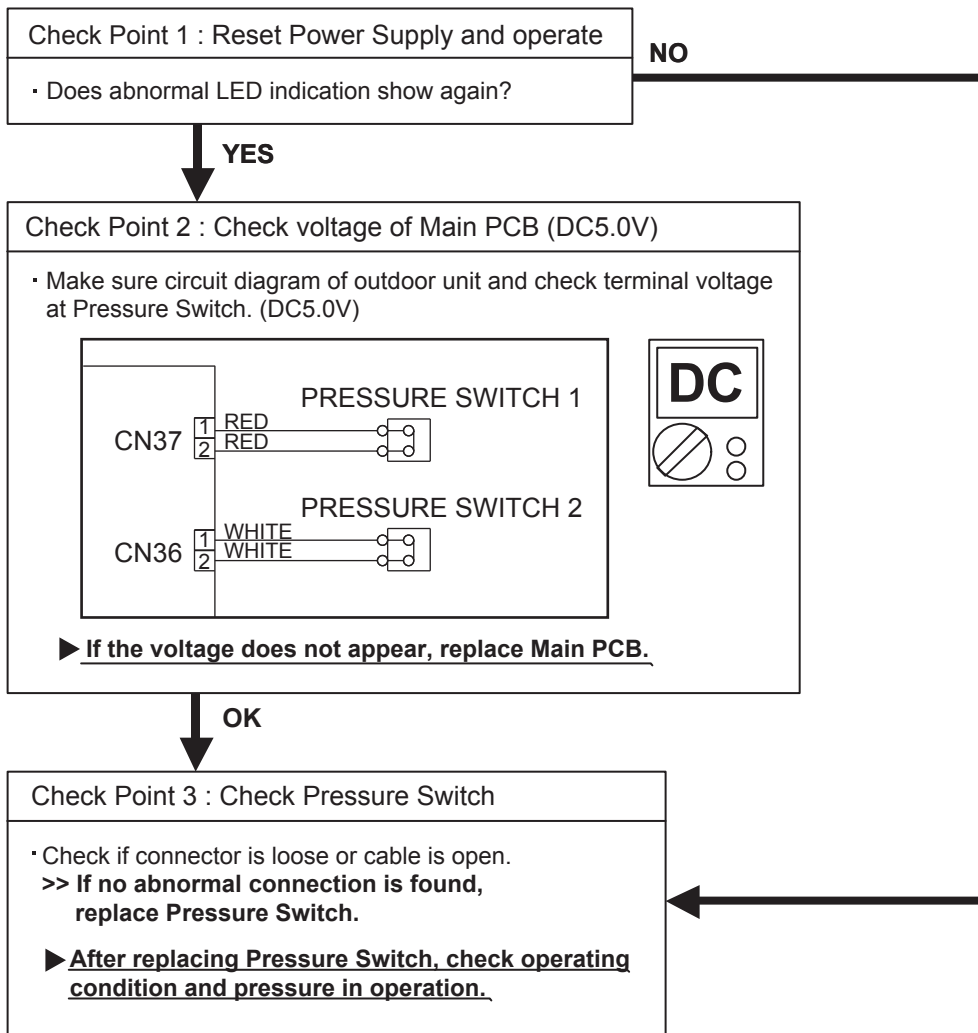 Check Point 1 : Reset Power Supply and operate
· Does abnormal LED indication show again?
NO
YES
Check Point 2 : Check voltage of Main PCB (DC5.0V)
· Make sure circuit diagram of outdoor unit and check terminal voltage
at Pressure Switch. (DC5.0V)
PRESSURE SWITCH 1
CN37
1 RED
2 RED
PRESSURE SWITCH 2
CN36
1 WHITE
2 WHITE
DC
▶ If the voltage does not appear, replace Main PCB.
OK
Check Point 3 : Check Pressure Switch
· Check if connector is loose or cable is open.
>> If no abnormal connection is found,
replace Pressure Switch.
▶ After replacing Pressure Switch, check operating
condition and pressure in operation.